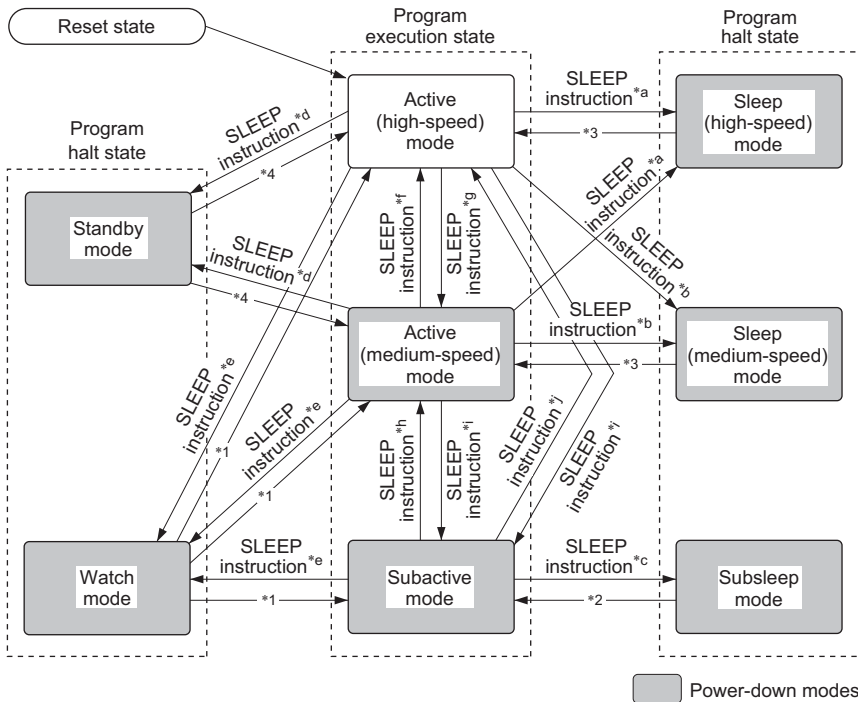 Reset state
Program
execution state
Program
halt state
Program
halt state
Active
(high-speed)
mode
SLEEP
instruction*a
*3
Sleep
(high-speed)
mode
SLEEP
instruction*d
*4
Standby
mode
SLEEP
instruction*d
*4
SLEEP
instruction*f
SLEEP
instruction*g
SLEEP
instruction*a
SLEEP
instruction*b
Active
(medium-speed)
mode
SLEEP
instruction*b
*3
Sleep
(medium-speed)
mode
SLEEP
instruction*e
*1
SLEEP
instruction*e
*1
SLEEP
instruction*h
SLEEP
instruction*i
SLEEP
instruction*j
SLEEP
instruction*i
Watch
mode
SLEEP
instruction*e
*1
Subactive
mode
SLEEP
instruction*c
*2
Subsleep
mode
Power-down modes